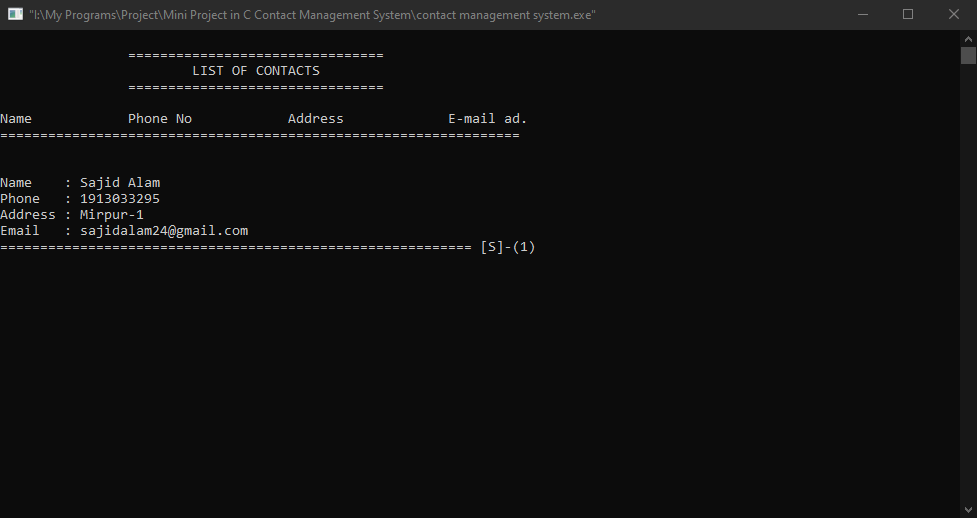 "I:\My Programs\Project\Mini Project in C Contact Management System\contact management system.exe"
===============================
LIST OF CONTACTS
===============================
Name Phone No Address E-mail ad.
=================================================================
Name : Sajid Alam
Phone : 1913033295
Address : Mirpur-1
Email : sajidalam24@gmail.com
=========================================================== [S]-(1)